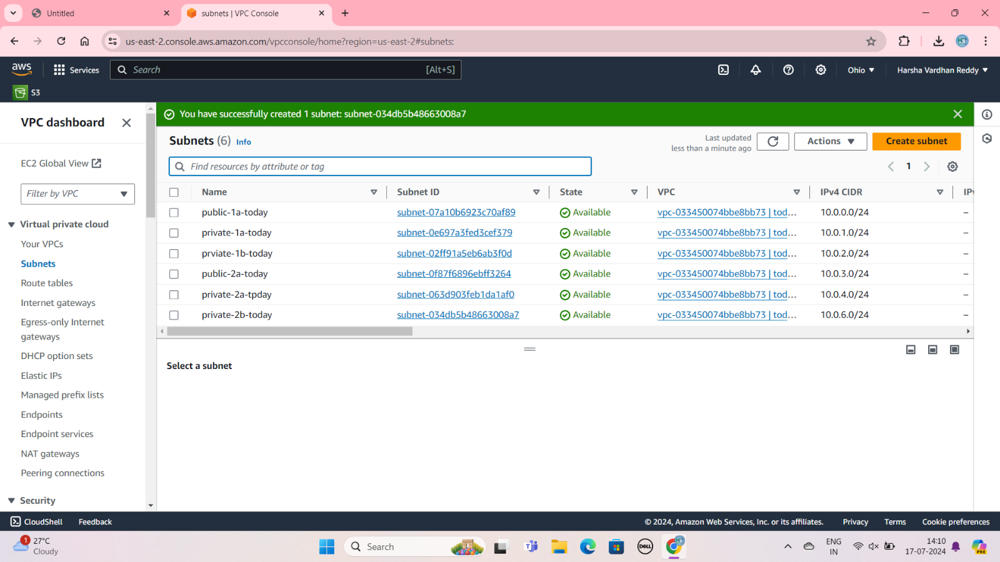 Untitled
subnets | VPC Console
us-east-2.console.aws.amazon.com/vpcconsole/home?region=us-east-2#subnets:
aws
Services
Search
[Alt+S]
Ohio
Harsha Vardhan Reddy
S3
VPC dashboard
EC2 Global View
Filter by VPC
Virtual private cloud
Your VPCs
Subnets
Route tables
Internet gateways
Egress-only Internet
gateways
DHCP option sets
Elastic IPs
Managed prefix lists
Endpoints
Endpoint services
NAT gateways
Peering connections
Security
You have successfully created 1 subnet: subnet-034db5b48663008a7
Subnets (6) Info
Last updated
less than a minute ago
Actions
Create subnet
Find resources by attribute or tag
1
Name Subnet ID State VPC IPv4 CIDR IPv
public-1a-today subnet-07a10b6923c70af89 Available vpc-033450074bbe8bb73 | tod... 10.0.0.0/24 –
private-1a-today subnet-0e697a3fed3cef379 Available vpc-033450074bbe8bb73 | tod... 10.0.1.0/24 –
prviate-1b-today subnet-02ff91a5eb6ab3f0d Available vpc-033450074bbe8bb73 | tod... 10.0.2.0/24 –
public-2a-today subnet-0f87f6896ebff3264 Available vpc-033450074bbe8bb73 | tod... 10.0.3.0/24 –
private-2a-tpday subnet-063d903feb1da1af0 Available vpc-033450074bbe8bb73 | tod... 10.0.4.0/24 –
private-2b-today subnet-034db5b48663008a7 Available vpc-033450074bbe8bb73 | tod... 10.0.6.0/24 –
Select a subnet
CloudShell
Feedback
© 2024, Amazon Web Services, Inc. or its affiliates.
Privacy
Terms
Cookie preferences
1
27°C
Cloudy
Search
DELL
PRE
ENG
IN
14:10
17-07-2024